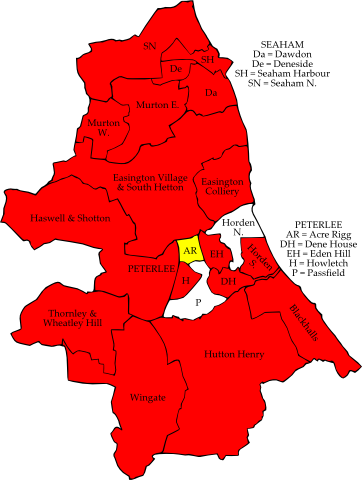 SN
SH
De
Da
Murton E.
Murton
W.
SEAHAM
Da = Dawdon
De = Deneside
SH = Seaham Harbour
SN = Seaham N.
Easington Village
& South Hetton
Easington
Colliery
Haswell & Shotton
Horden
N.
AR
EH
Horden
S.
PETERLEE
H
DH
P
PETERLEE
AR = Acre Rigg
DH = Dene House
EH = Eden Hill
H = Howletch
P = Passfield
Thornley &
Wheatley Hill
Blackhalls
Hutton Henry
Wingate